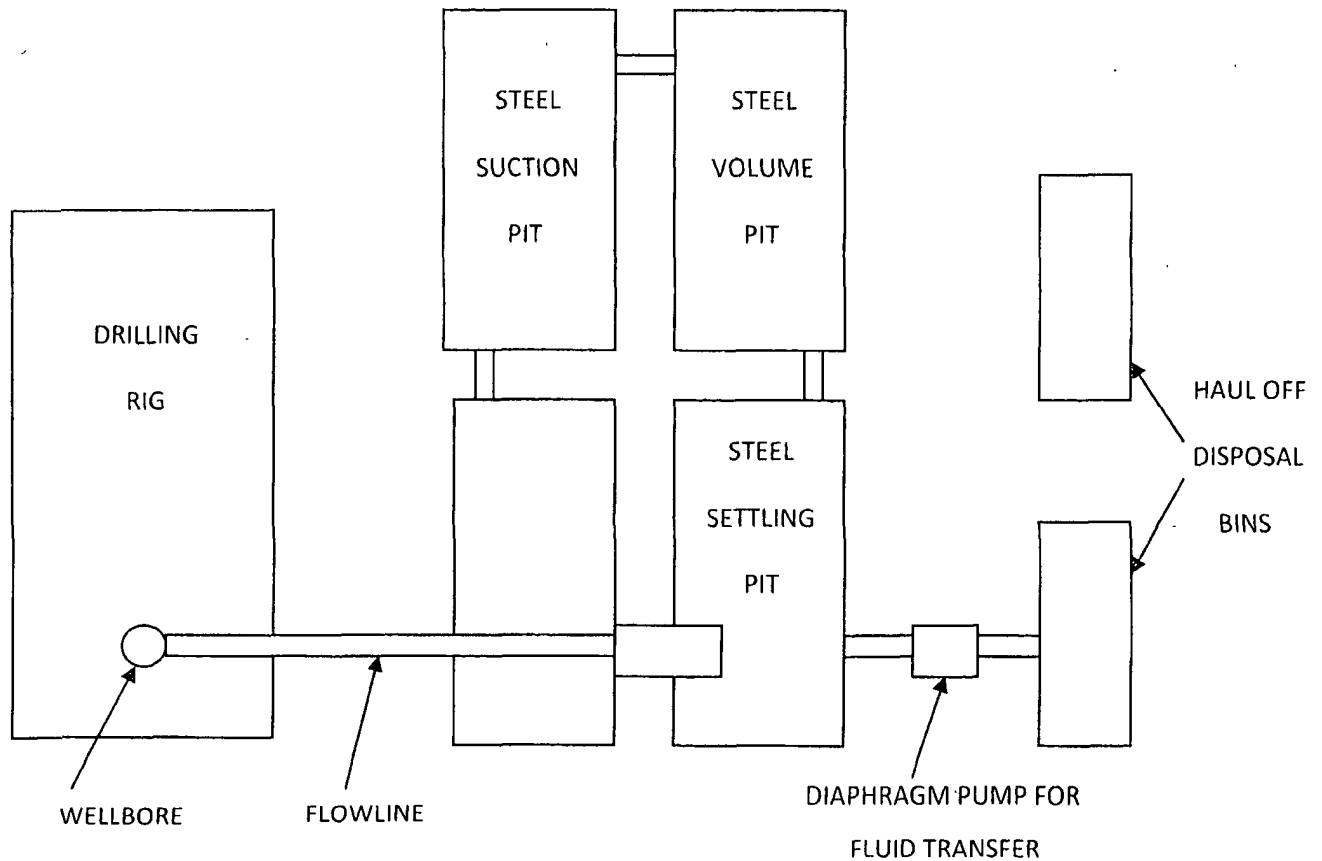 STEEL
SUCTION
PIT
STEEL
VOLUME
PIT
DRILLING
RIG
HAUL OFF
DISPOSAL
BINS
STEEL
SETTLING
PIT
WELLBORE
FLOWLINE
DIAPHRAGM PUMP FOR
FLUID TRANSFER